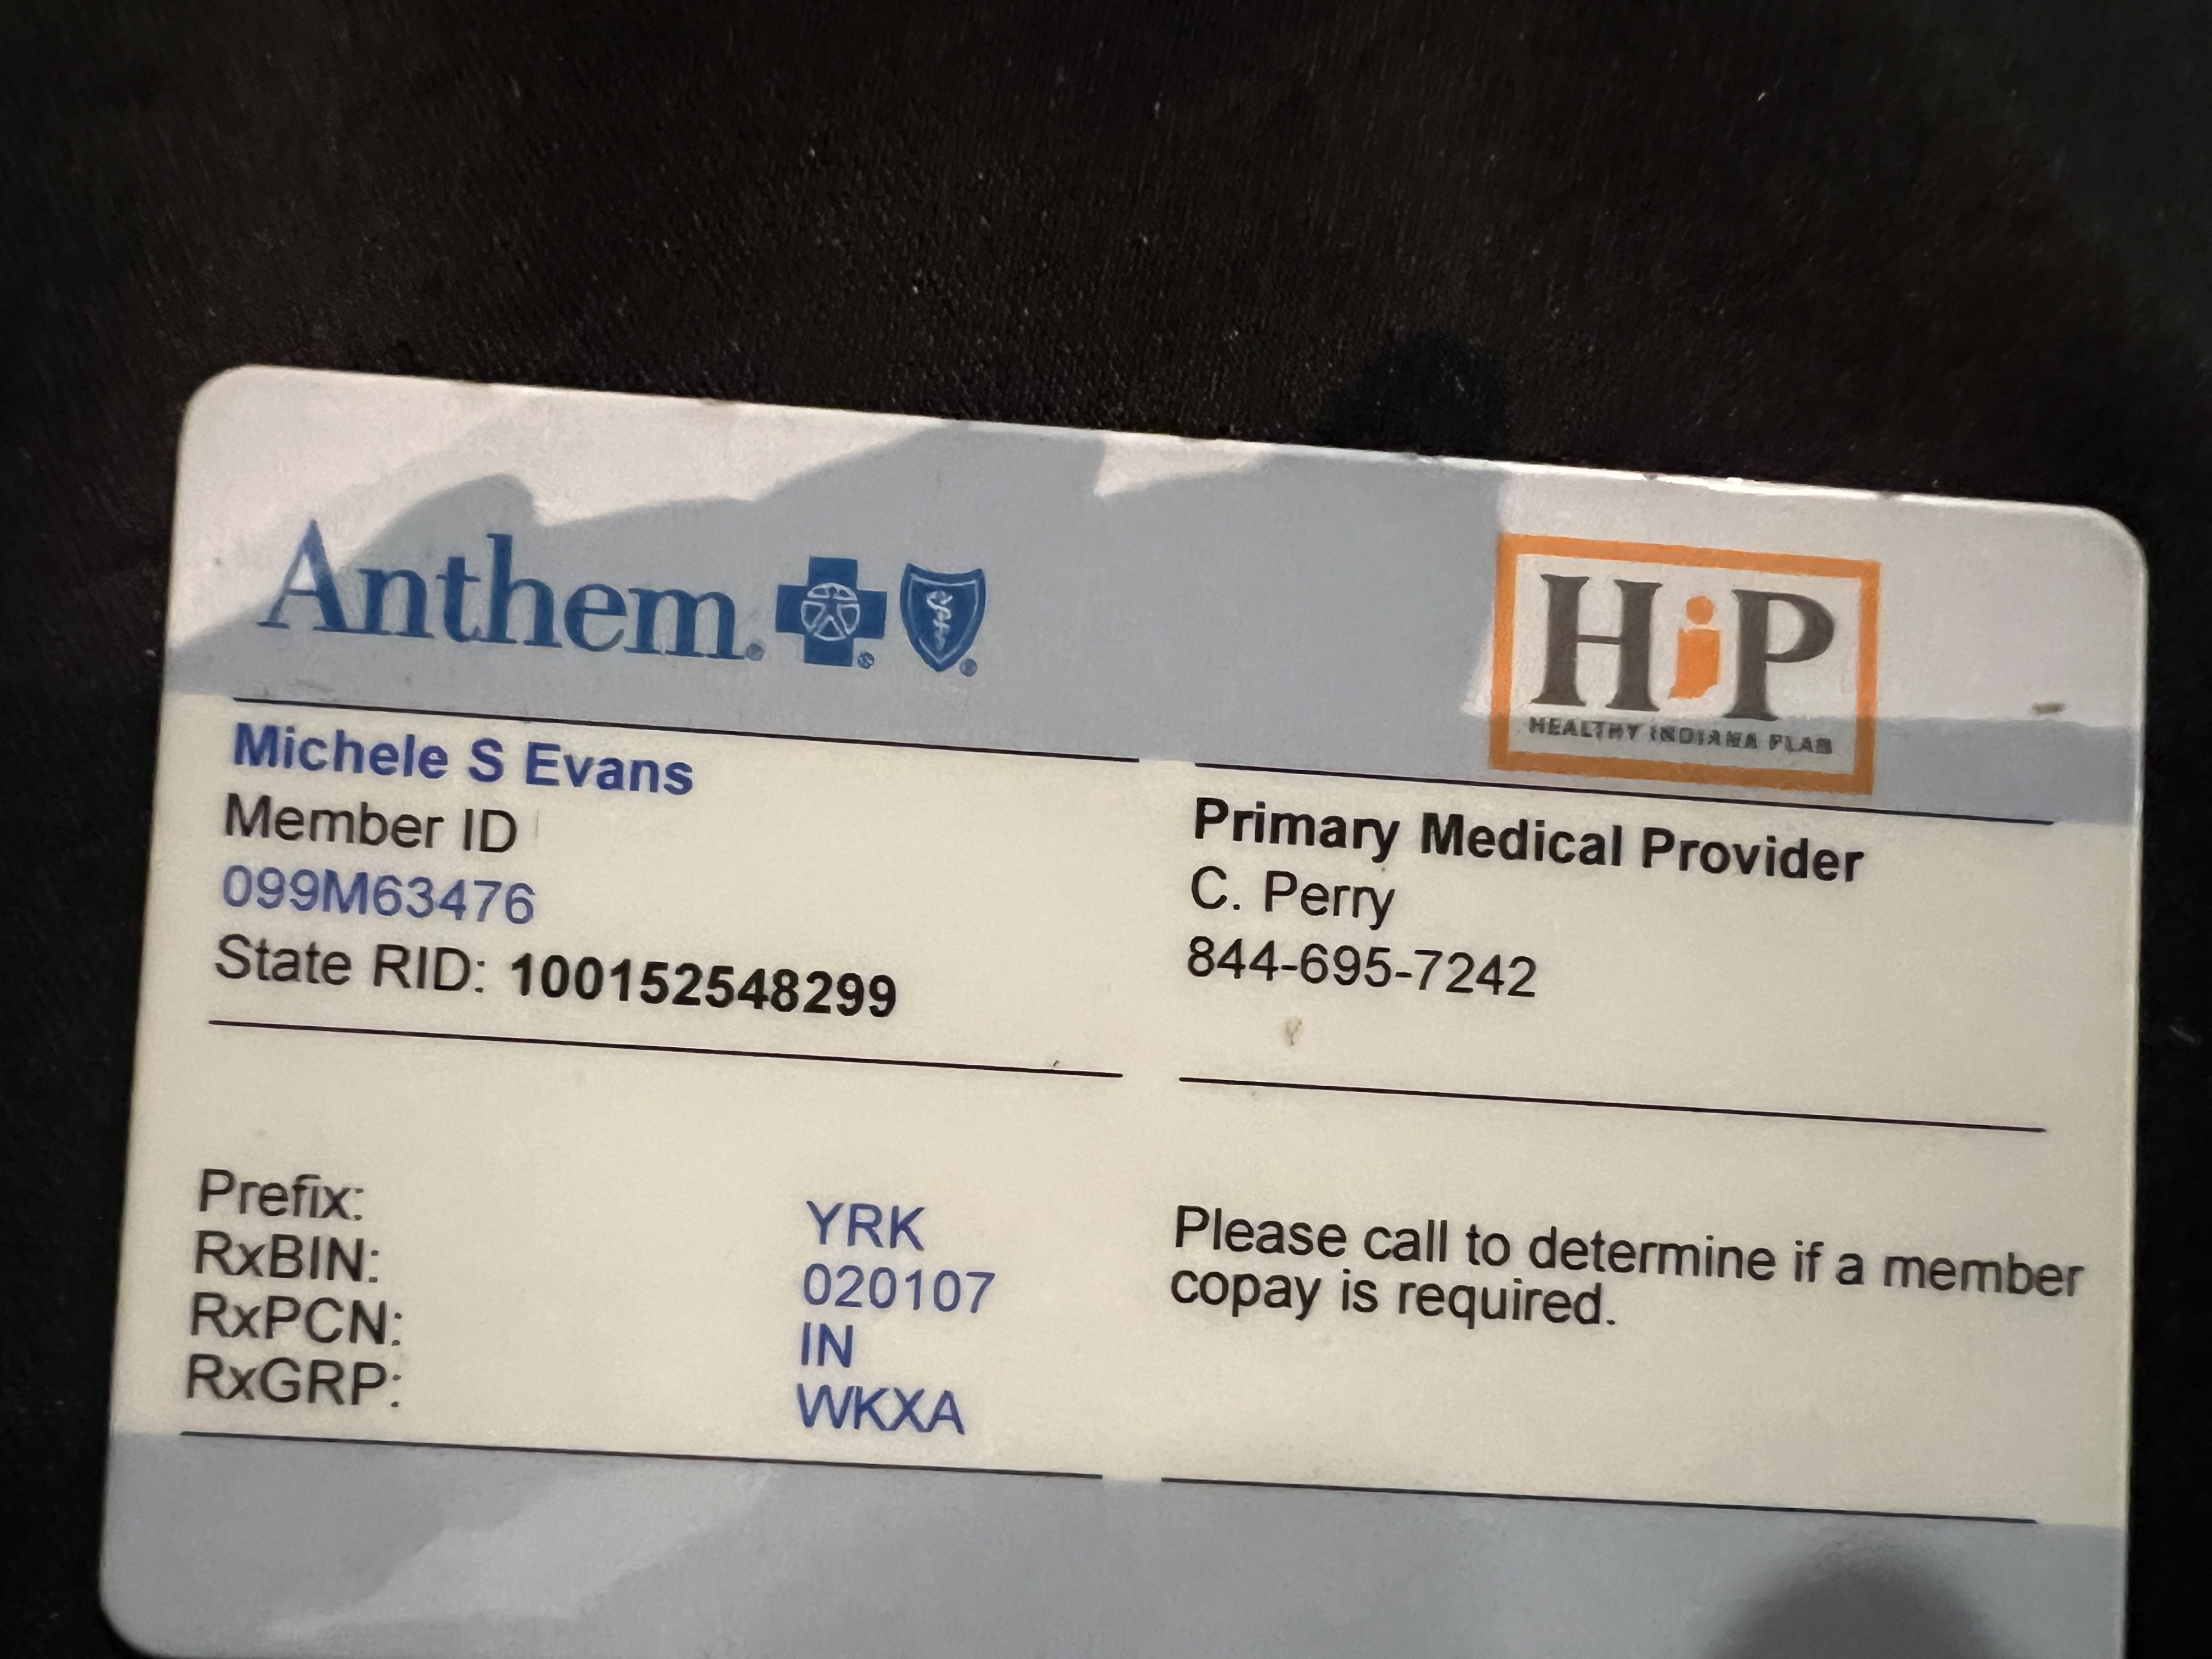 Anthem
HiP
HEALTHY INDIANA PLAN
Michele S Evans
Member ID
099M63476
State RID: 100152548299
Primary Medical Provider
C. Perry
844-695-7242
Prefix: YRK
RxBIN: 020107
RxPCN: IN
RxGRP: WKXA
Please call to determine if a member
copay is required.